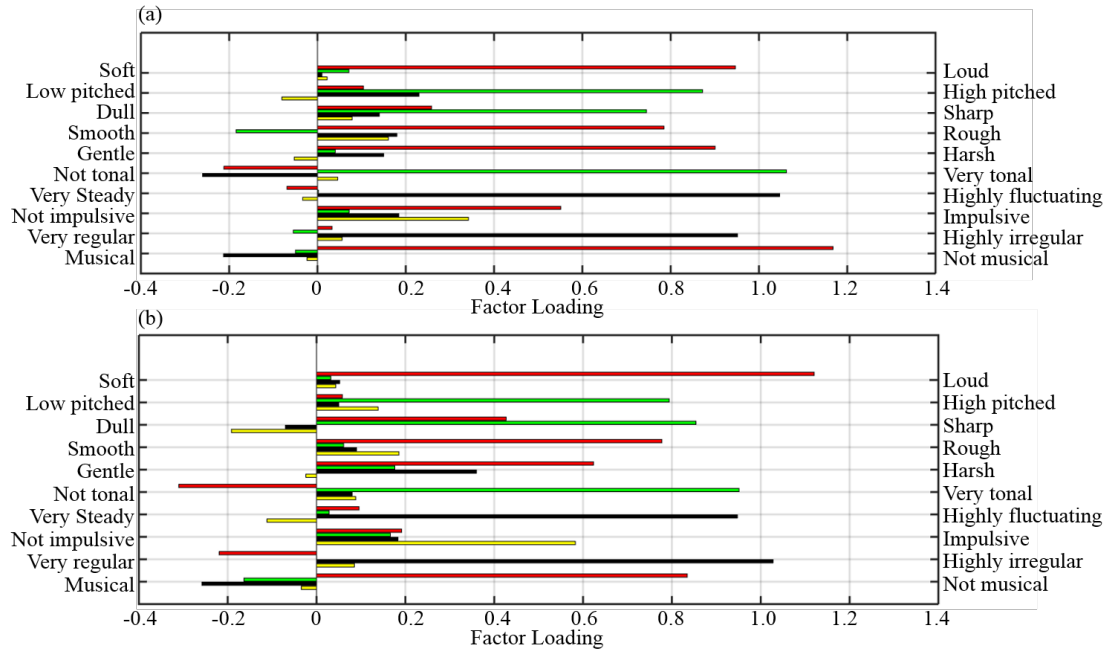 (a)
Soft Loud
Low pitched High pitched
Dull Sharp
Smooth Rough
Gentle Harsh
Not tonal Very tonal
Very Steady Highly fluctuating
Not impulsive Impulsive
Very regular Highly irregular
Musical Not musical
-0.4 -0.2 0 0.2 0.4 0.6 0.8 1.0 1.2 1.4
Factor Loading
(b)
Soft Loud
Low pitched High pitched
Dull Sharp
Smooth Rough
Gentle Harsh
Not tonal Very tonal
Very Steady Highly fluctuating
Not impulsive Impulsive
Very regular Highly irregular
Musical Not musical
-0.4 -0.2 0 0.2 0.4 0.6 0.8 1.0 1.2 1.4
Factor Loading